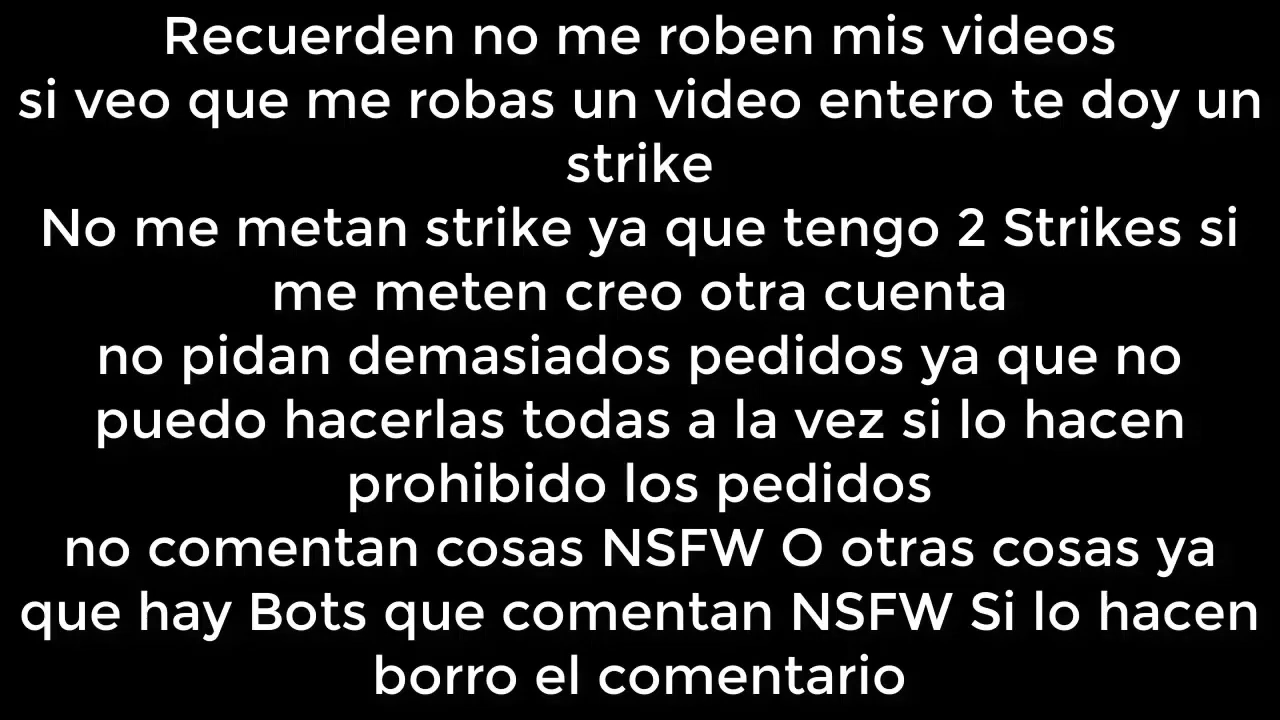 Recuerden no me roben mis videos
si veo que me robas un video entero te doy un
strike
No me metan strike ya que tengo 2 Strikes si
me meten creo otra cuenta
no pidan demasiados pedidos ya que no
puedo hacerlas todas a la vez si lo hacen
prohibido los pedidos
no comentan cosas NSFW O otras cosas ya
que hay Bots que comentan NSFW Si lo hacen
borro el comentario